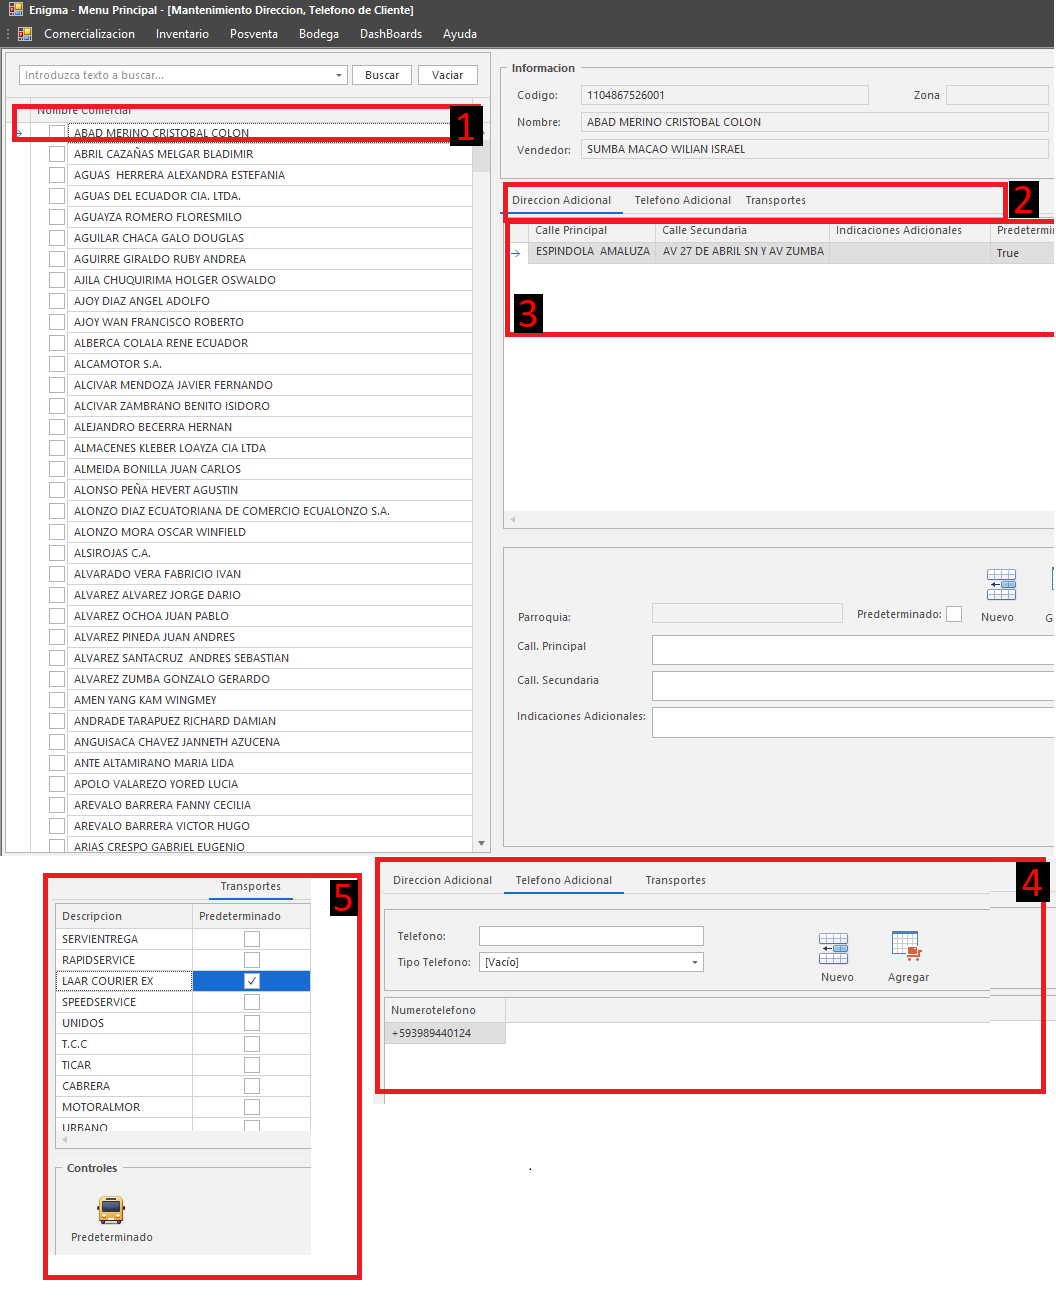 Enigma - Menu Principal - [Mantenimiento Direccion, Telefono de Cliente]
Comercializacion Inventario Posventa Bodega DashBoards Ayuda
Introduzca texto a buscar... Buscar Vaciar
Nombre Comercial
1
ABAD MERINO CRISTOBAL COLON
ABRIL CAZAÑAS MELGAR BLADIMIR
AGUAS  HERRERA ALEXANDRA ESTEFANIA
AGUAS DEL ECUADOR CIA. LTDA.
AGUAYZA ROMERO FLORESMILO
AGUILAR CHACA GALO DOUGLAS
AGUIRRE GIRALDO RUBY ANDREA
AJILA CHUQUIRIMA HOLGER OSWALDO
AJOY DIAZ ANGEL ADOLFO
AJOY WAN FRANCISCO ROBERTO
ALBERCA COLALA RENE ECUADOR
ALCAMOTOR S.A.
ALCIVAR MENDOZA JAVIER FERNANDO
ALCIVAR ZAMBRANO BENITO ISIDORO
ALEJANDRO BECERRA HERNAN
ALMACENES KLEBER LOAYZA CIA LTDA
ALMEIDA BONILLA JUAN CARLOS
ALONSO PEÑA HEVERT AGUSTIN
ALONZO DIAZ ECUATORIANA DE COMERCIO ECUALONZO S.A.
ALONZO MORA OSCAR WINFIELD
ALSIROJAS C.A.
ALVARADO VERA FABRICIO IVAN
ALVAREZ ALVAREZ JORGE DARIO
ALVAREZ OCHOA JUAN PABLO
ALVAREZ PINEDA JUAN ANDRES
ALVAREZ SANTACRUZ  ANDRES SEBASTIAN
ALVAREZ ZUMBA GONZALO GERARDO
AMEN YANG KAM WINGMEY
ANDRADE TARAPUEZ RICHARD DAMIAN
ANGUISACA CHAVEZ JANNETH AZUCENA
ANTE ALTAMIRANO MARIA LIDA
APOLO VALAREZO YORED LUCIA
AREVALO BARRERA FANNY CECILIA
AREVALO BARRERA VICTOR HUGO
ARIAS CRESPO GABRIEL EUGENIO
Informacion
Codigo: 1104867526001 Zona
Nombre: ABAD MERINO CRISTOBAL COLON
Vendedor: SUMBA MACAO WILIAN ISRAEL
Direccion Adicional Telefono Adicional Transportes 2
Calle Principal Calle Secundaria Indicaciones Adicionales Predetermin
ESPINDOLA  AMALUZA AV 27 DE ABRIL SN Y AV ZUMBA True
3
Parroquia: Predeterminado: Nuevo G
Call. Principal
Call. Secundaria
Indicaciones Adicionales:
Transportes 5
Descripcion Predeterminado
SERVIENTREGA
RAPIDSERVICE
LAAR COURIER EX
SPEEDSERVICE
UNIDOS
T.C.C
TICAR
CABRERA
MOTORALMOR
URBANO
Controles
Predeterminado
Direccion Adicional Telefono Adicional Transportes 4
Telefono:
Tipo Telefono: [Vacío] Nuevo Agregar
Numerotelefono
+593989440124
.